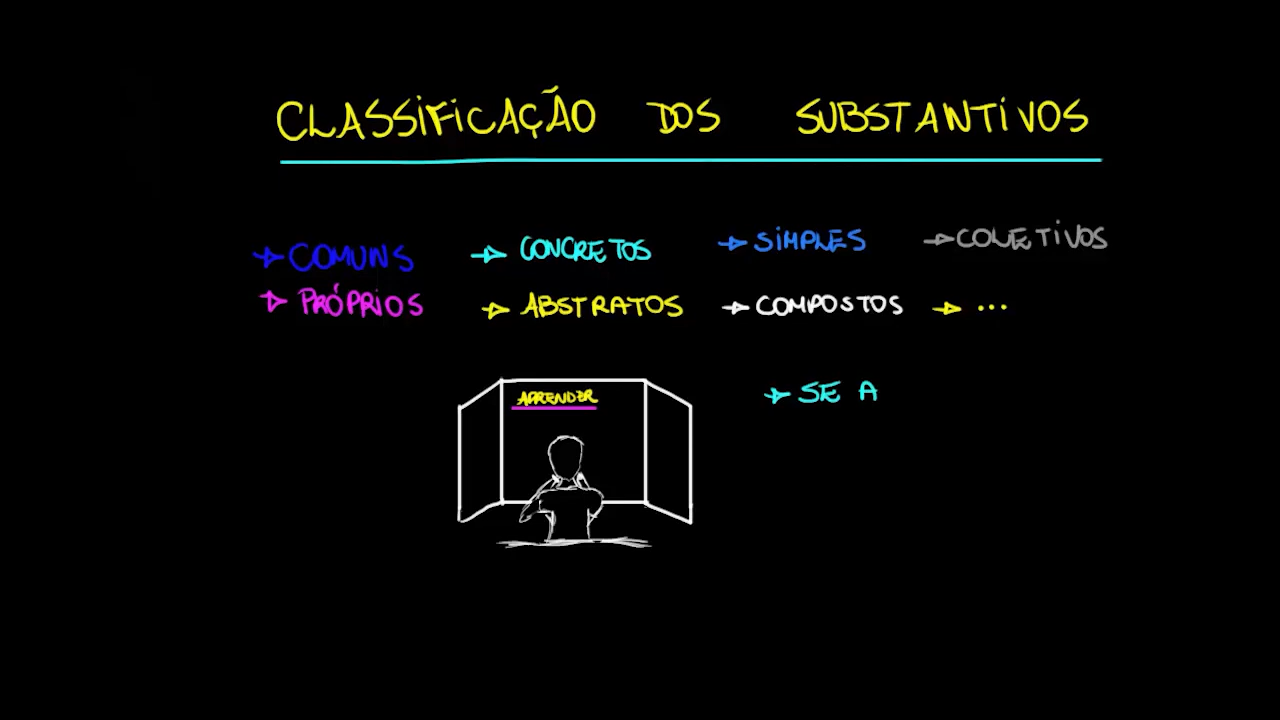 CLASSIFICAÇÃO DOS SUBSTANTIVOS
COMUNS
CONCRETOS
SIMPLES
COLETIVOS
PRÓPRIOS
ABSTRATOS
COMPOSTOS
...
APRENDER
SE A